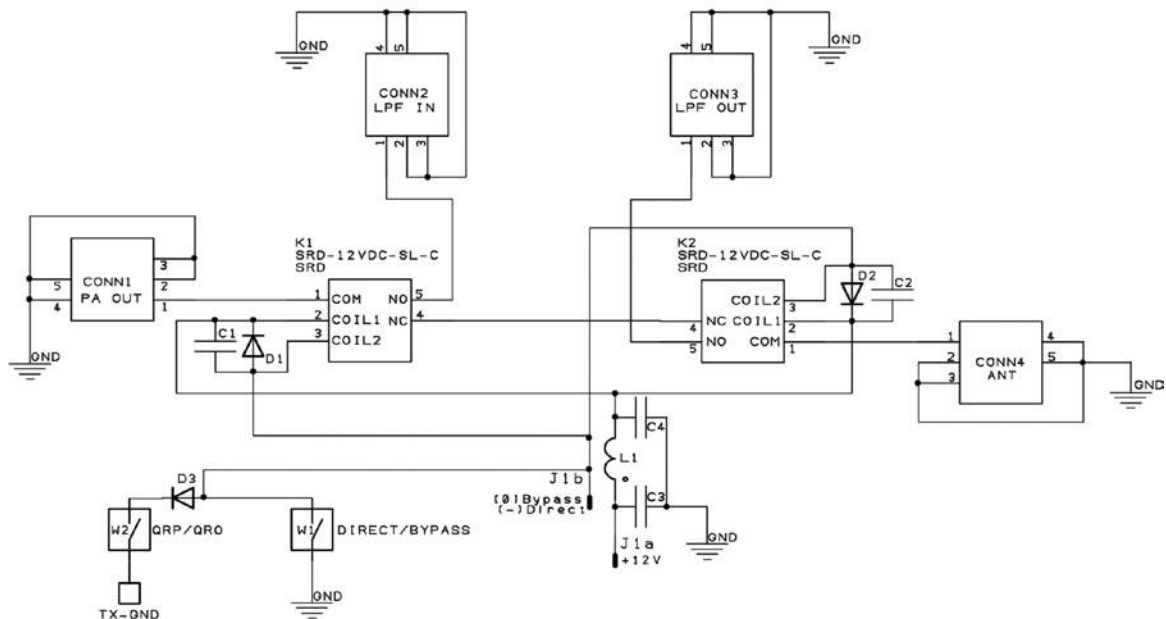 GND
4 5
CONN2
LPF IN
1 2 3
4 5
CONN3
LPF OUT
1 2 3
GND
K1
SRD-12VDC-SL-C
SRD
K2
SRD-12VDC-SL-C
SRD
CONN1
PA OUT
5
4
3
2
1
GND
1 COM NO 5
2 COIL1 NC 4
3 COIL2
C1
D1
COIL2 3
4 NC COIL1 2
5 NO COM 1
D2
C2
1
2
3
CONN4
ANT
4
5
GND
C4
L1
C3
J1b
(0)Bypass
(-)Direct
J1a
+12V
GND
D3
W2
QRP/QRO
W1
DIRECT/BYPASS
TX-GND
GND